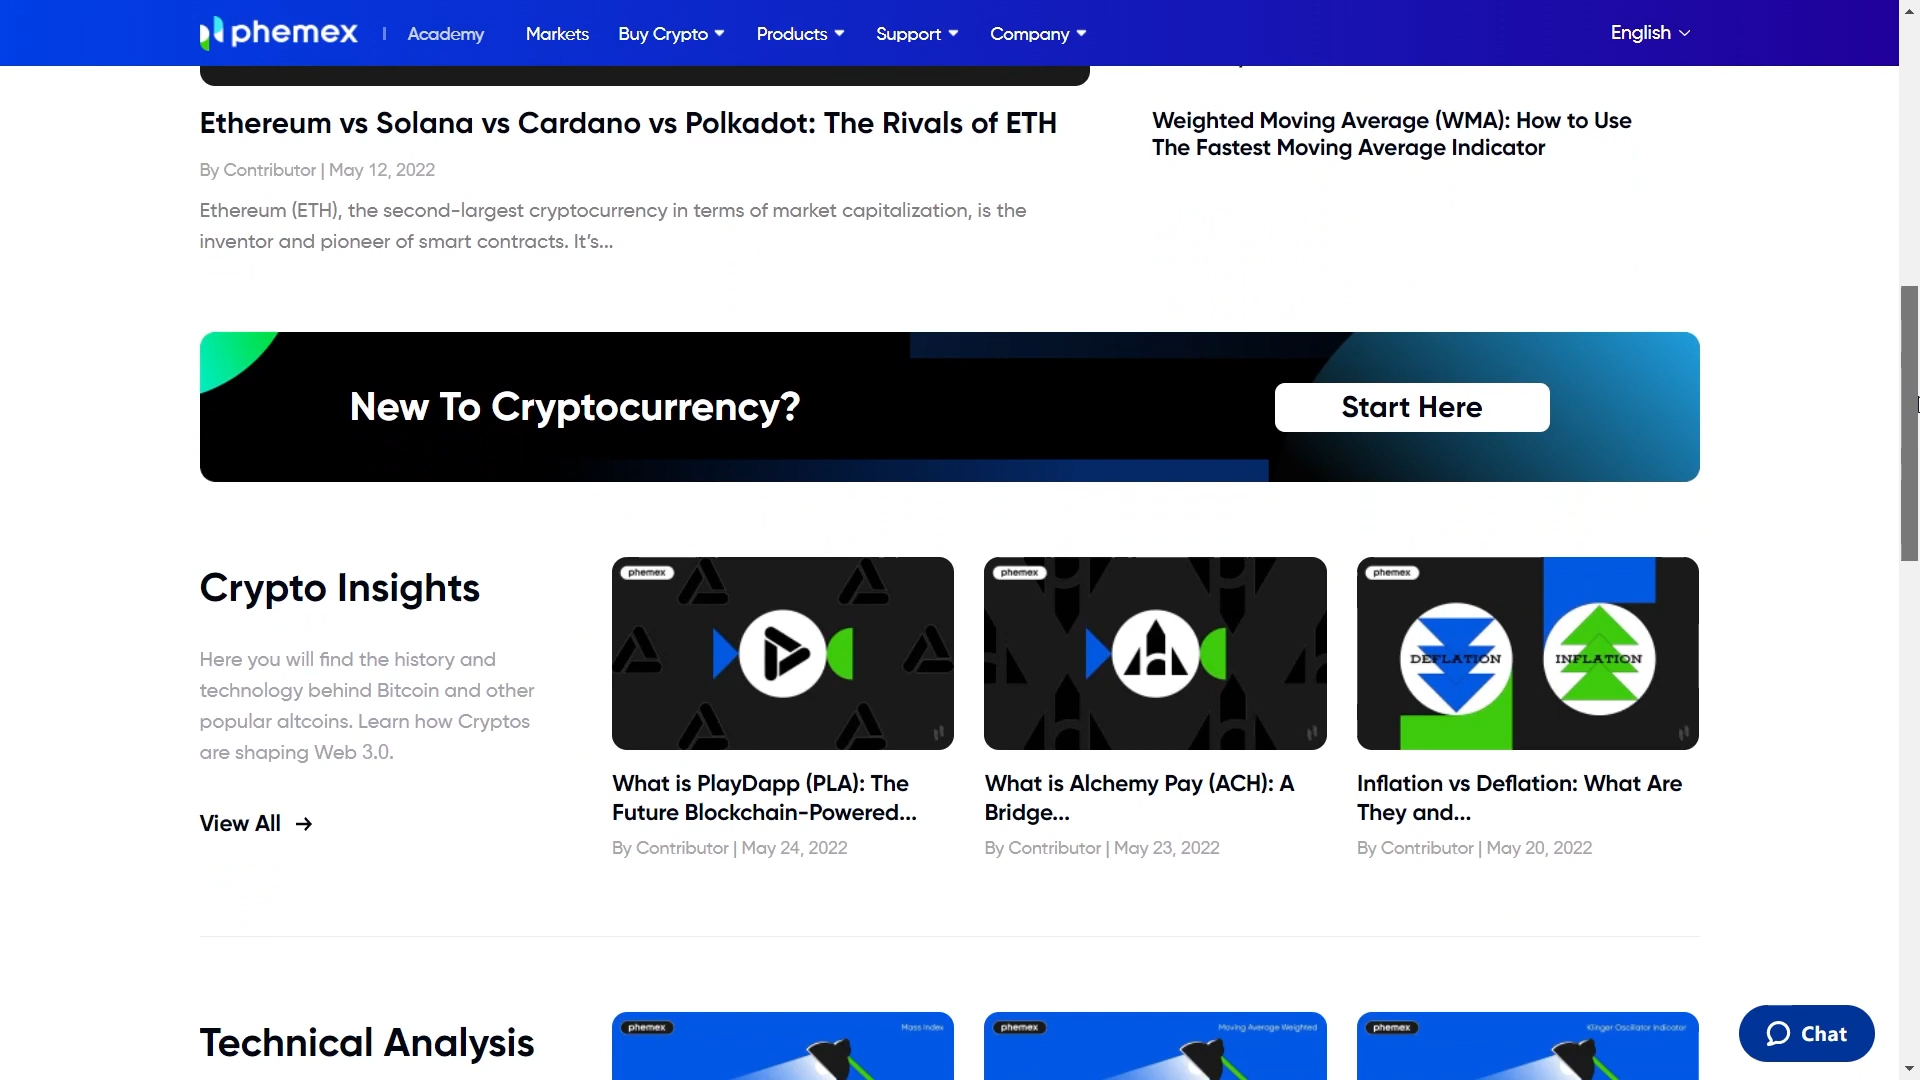 phemex | Academy Markets Buy Crypto Products Support Company English
Ethereum vs Solana vs Cardano vs Polkadot: The Rivals of ETH
By Contributor | May 12, 2022
Ethereum (ETH), the second-largest cryptocurrency in terms of market capitalization, is the
inventor and pioneer of smart contracts. It's...
Weighted Moving Average (WMA): How to Use
The Fastest Moving Average Indicator
New To Cryptocurrency?
Start Here
Crypto Insights
Here you will find the history and
technology behind Bitcoin and other
popular altcoins. Learn how Cryptos
are shaping Web 3.0.
View All →
phemex
What is PlayDapp (PLA): The
Future Blockchain-Powered...
By Contributor | May 24, 2022
phemex
What is Alchemy Pay (ACH): A
Bridge...
By Contributor | May 23, 2022
phemex
DEFLATION
INFLATION
Inflation vs Deflation: What Are
They and...
By Contributor | May 20, 2022
Technical Analysis
phemex
Mass Index
phemex
Moving Average Weighted
phemex
Klinger Oscillator Indicator
Chat